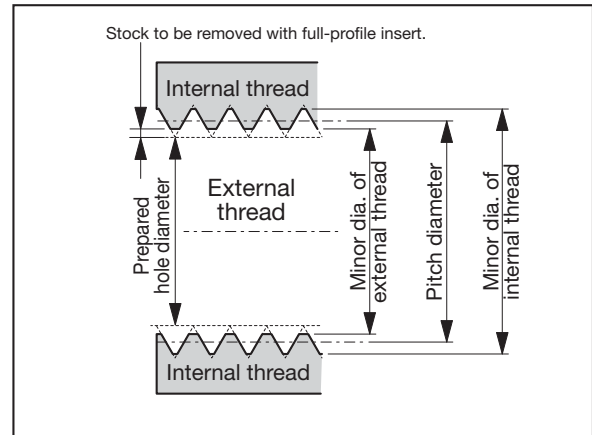 Stock to be removed with full-profile insert.
Internal thread
External
thread
Prepared
hole diameter
Minor dia. of
external thread
Pitch diameter
Minor dia. of
internal thread
Internal thread